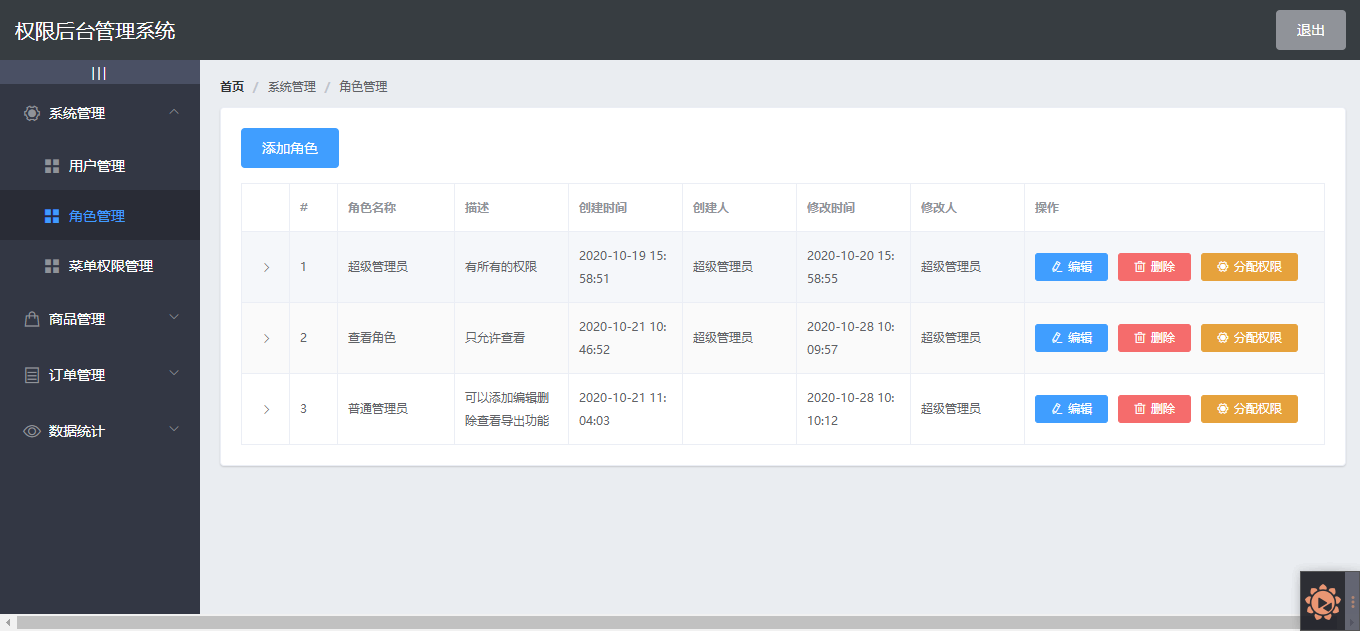 权限后台管理系统
退出
|||
首页 / 系统管理 / 角色管理
系统管理
用户管理
角色管理
菜单权限管理
商品管理
订单管理
数据统计
添加角色
# 角色名称 描述 创建时间 创建人 修改时间 修改人 操作
1 超级管理员 有所有的权限 2020-10-19 15:58:51 超级管理员 2020-10-20 15:58:55 超级管理员 编辑 删除 分配权限
2 查看角色 只允许查看 2020-10-21 10:46:52 超级管理员 2020-10-28 10:09:57 超级管理员 编辑 删除 分配权限
3 普通管理员 可以添加编辑删除查看导出功能 2020-10-21 11:04:03 2020-10-28 10:10:12 超级管理员 编辑 删除 分配权限